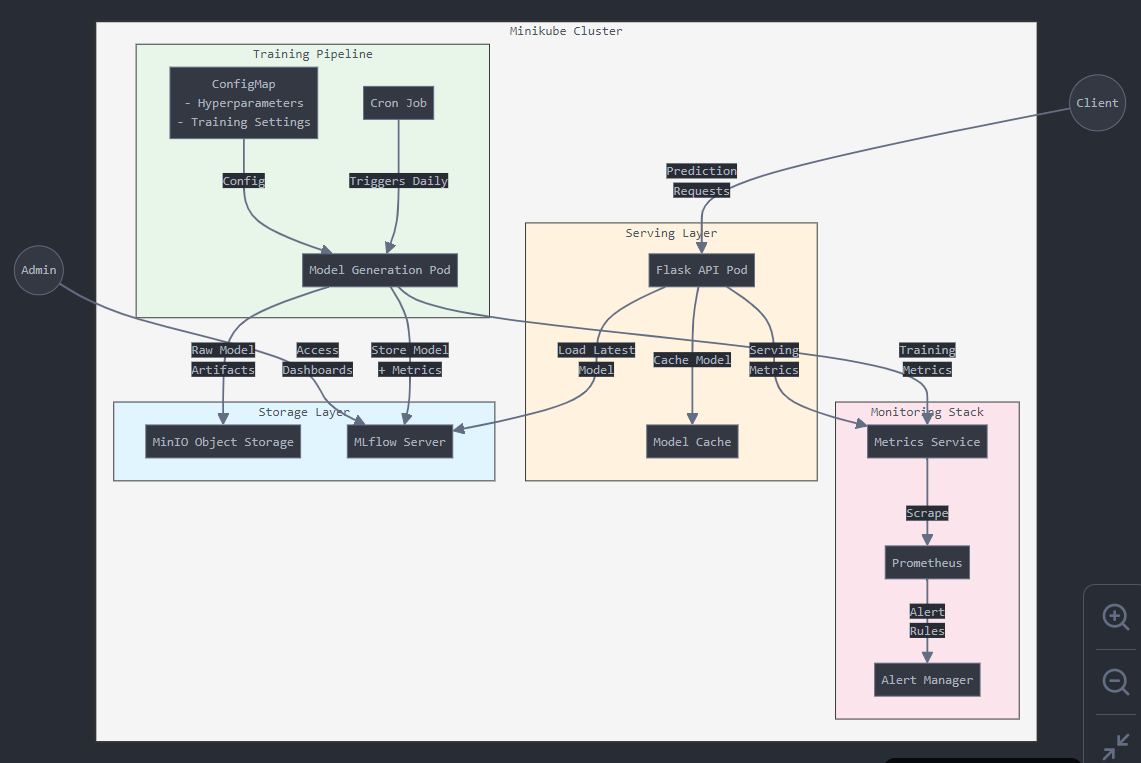 Minikube Cluster
Training Pipeline
ConfigMap
- Hyperparameters
- Training Settings
Cron Job
Client
Config
Triggers Daily
Prediction
Requests
Serving Layer
Admin
Model Generation Pod
Flask API Pod
Raw Model
Artifacts
Access
Dashboards
Store Model
+ Metrics
Load Latest
Model
Cache Model
Serving
Metrics
Training
Metrics
Storage Layer
MinIO Object Storage
MLflow Server
Model Cache
Monitoring Stack
Metrics Service
Scrape
Prometheus
Alert
Rules
Alert Manager